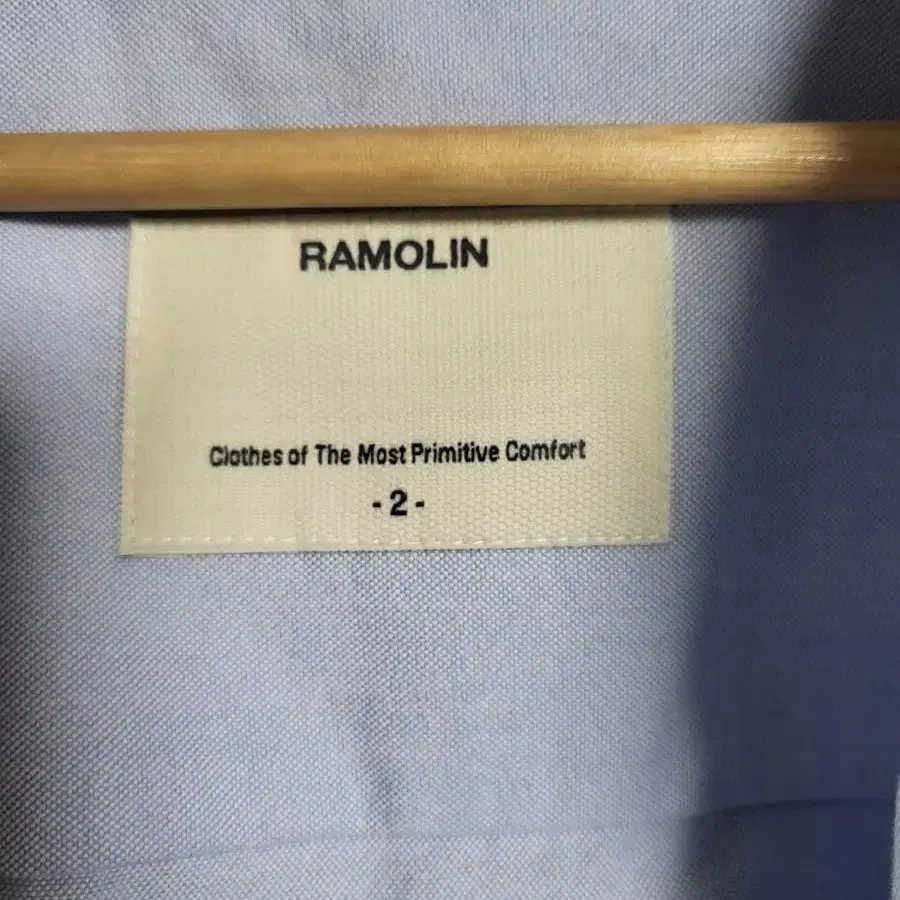 RAMOLIN
Clothes of The Most Primitive Comfort
- 2 -